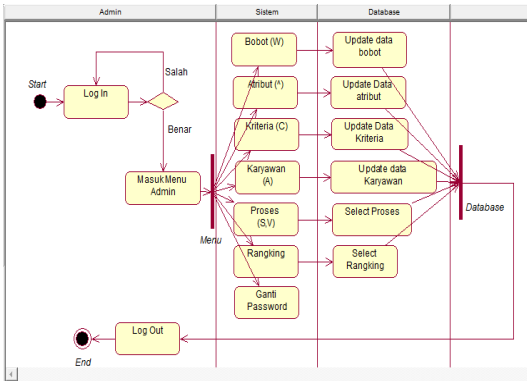 Admin
Sistem
Database
Start
Log In
Salah
Benar
Masuk Menu
Admin
Menu
Bobot (W)
Atribut (^)
Kriteria (C)
Karyawan
(A)
Proses
(S,V)
Rangking
Ganti
Password
Update data
bobot
Update Data
atribut
Update Data
Kriteria
Update data
Karyawan
Select Proses
Select
Rangking
Database
Log Out
End